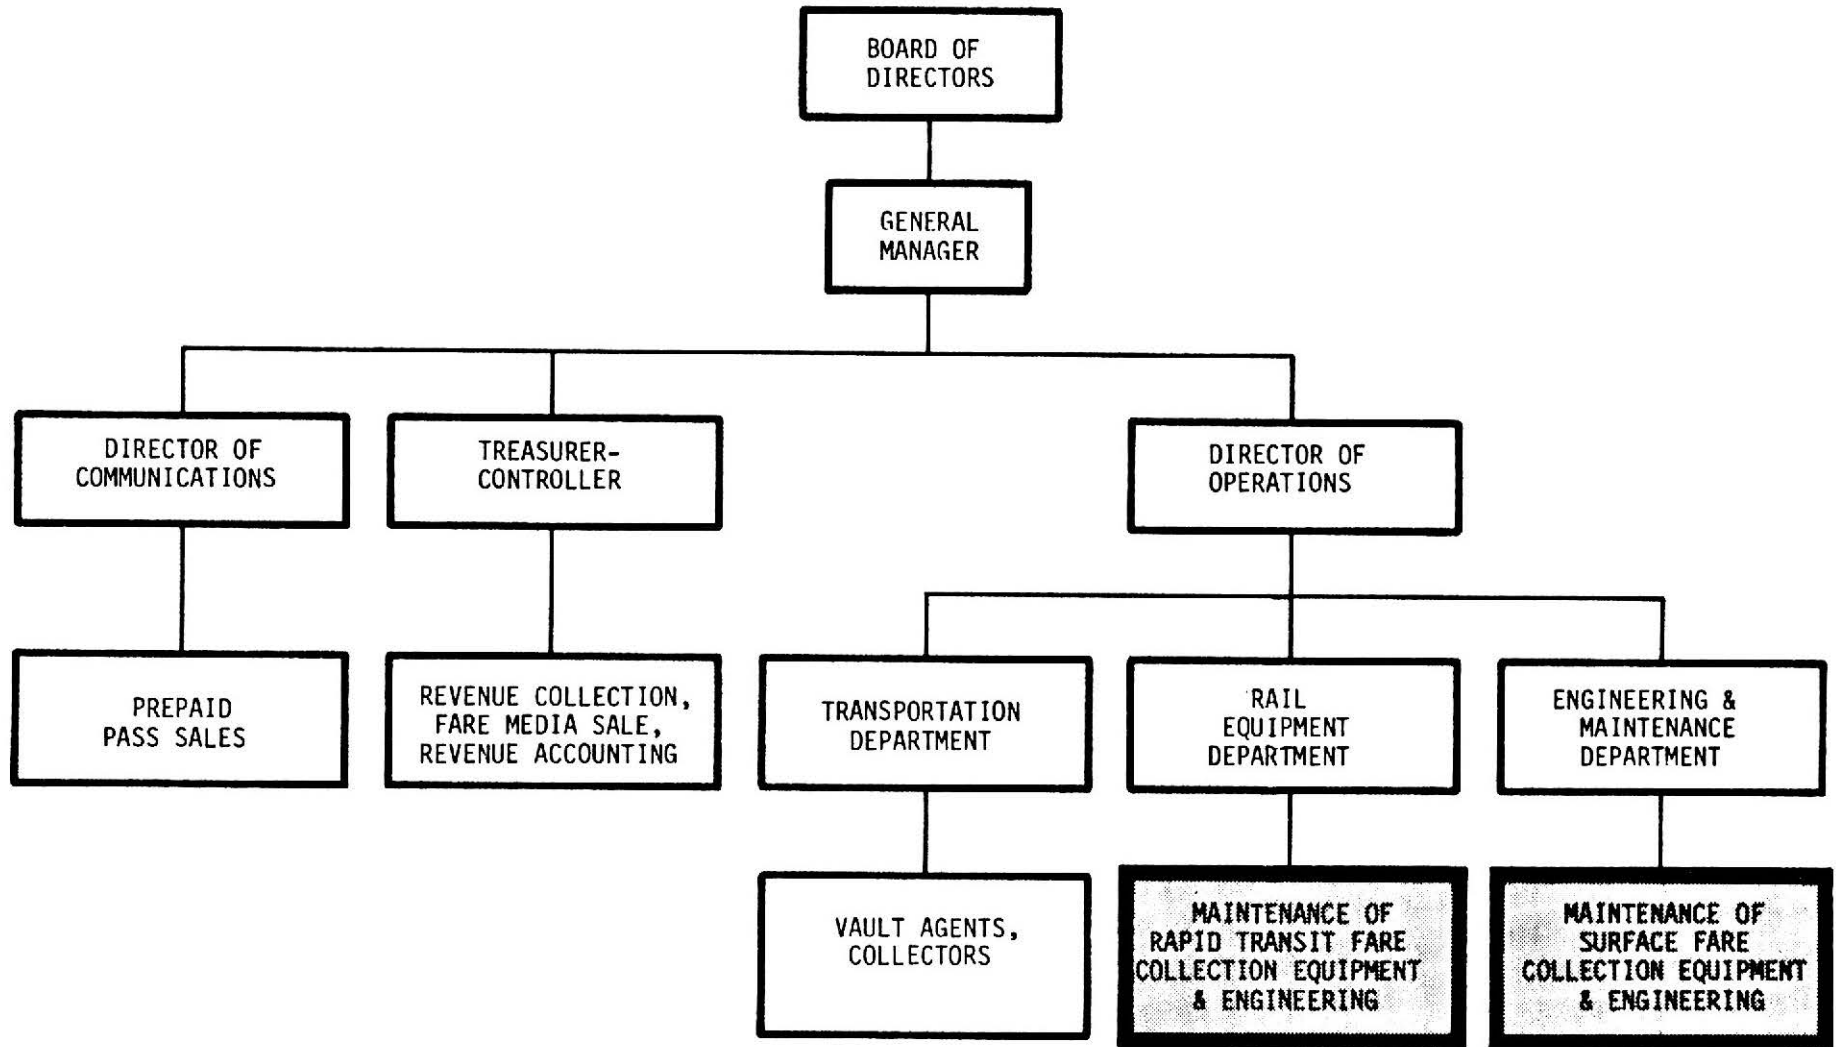 BOARD OF
DIRECTORS
GENERAL
MANAGER
DIRECTOR OF
COMMUNICATIONS
TREASURER-
CONTROLLER
DIRECTOR OF
OPERATIONS
PREPAID
PASS SALES
REVENUE COLLECTION,
FARE MEDIA SALE,
REVENUE ACCOUNTING
TRANSPORTATION
DEPARTMENT
RAIL
EQUIPMENT
DEPARTMENT
ENGINEERING &
MAINTENANCE
DEPARTMENT
VAULT AGENTS,
COLLECTORS
MAINTENANCE OF
RAPID TRANSIT FARE
COLLECTION EQUIPMENT
& ENGINEERING
MAINTENANCE OF
SURFACE FARE
COLLECTION EQUIPMENT
& ENGINEERING